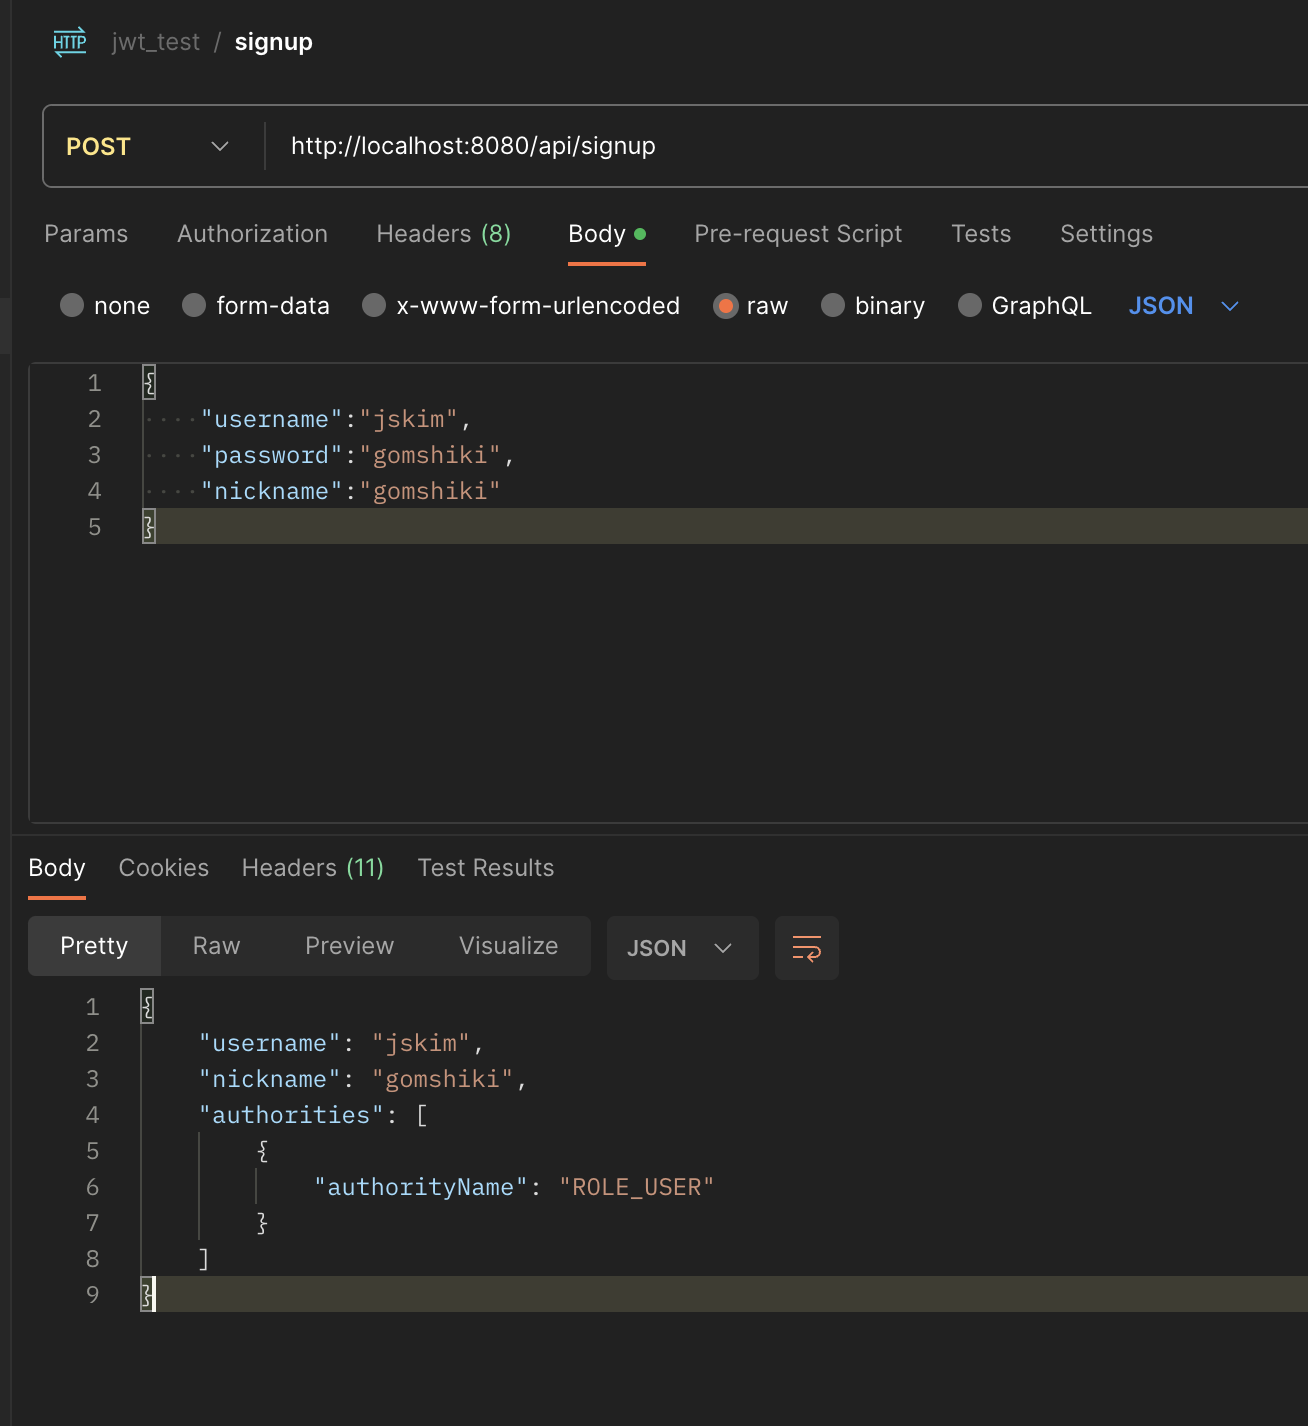 HTTP jwt_test / signup
POST http://localhost:8080/api/signup
Params Authorization Headers (8) Body Pre-request Script Tests Settings
none form-data x-www-form-urlencoded raw binary GraphQL JSON
1 {
2 ····"username":"jskim",
3 ····"password":"gomshiki",
4 ····"nickname":"gomshiki"
5 }
Body Cookies Headers (11) Test Results
Pretty Raw Preview Visualize JSON
1 {
2 "username": "jskim",
3 "nickname": "gomshiki",
4 "authorities": [
5 {
6 "authorityName": "ROLE_USER"
7 }
8 ]
9 }